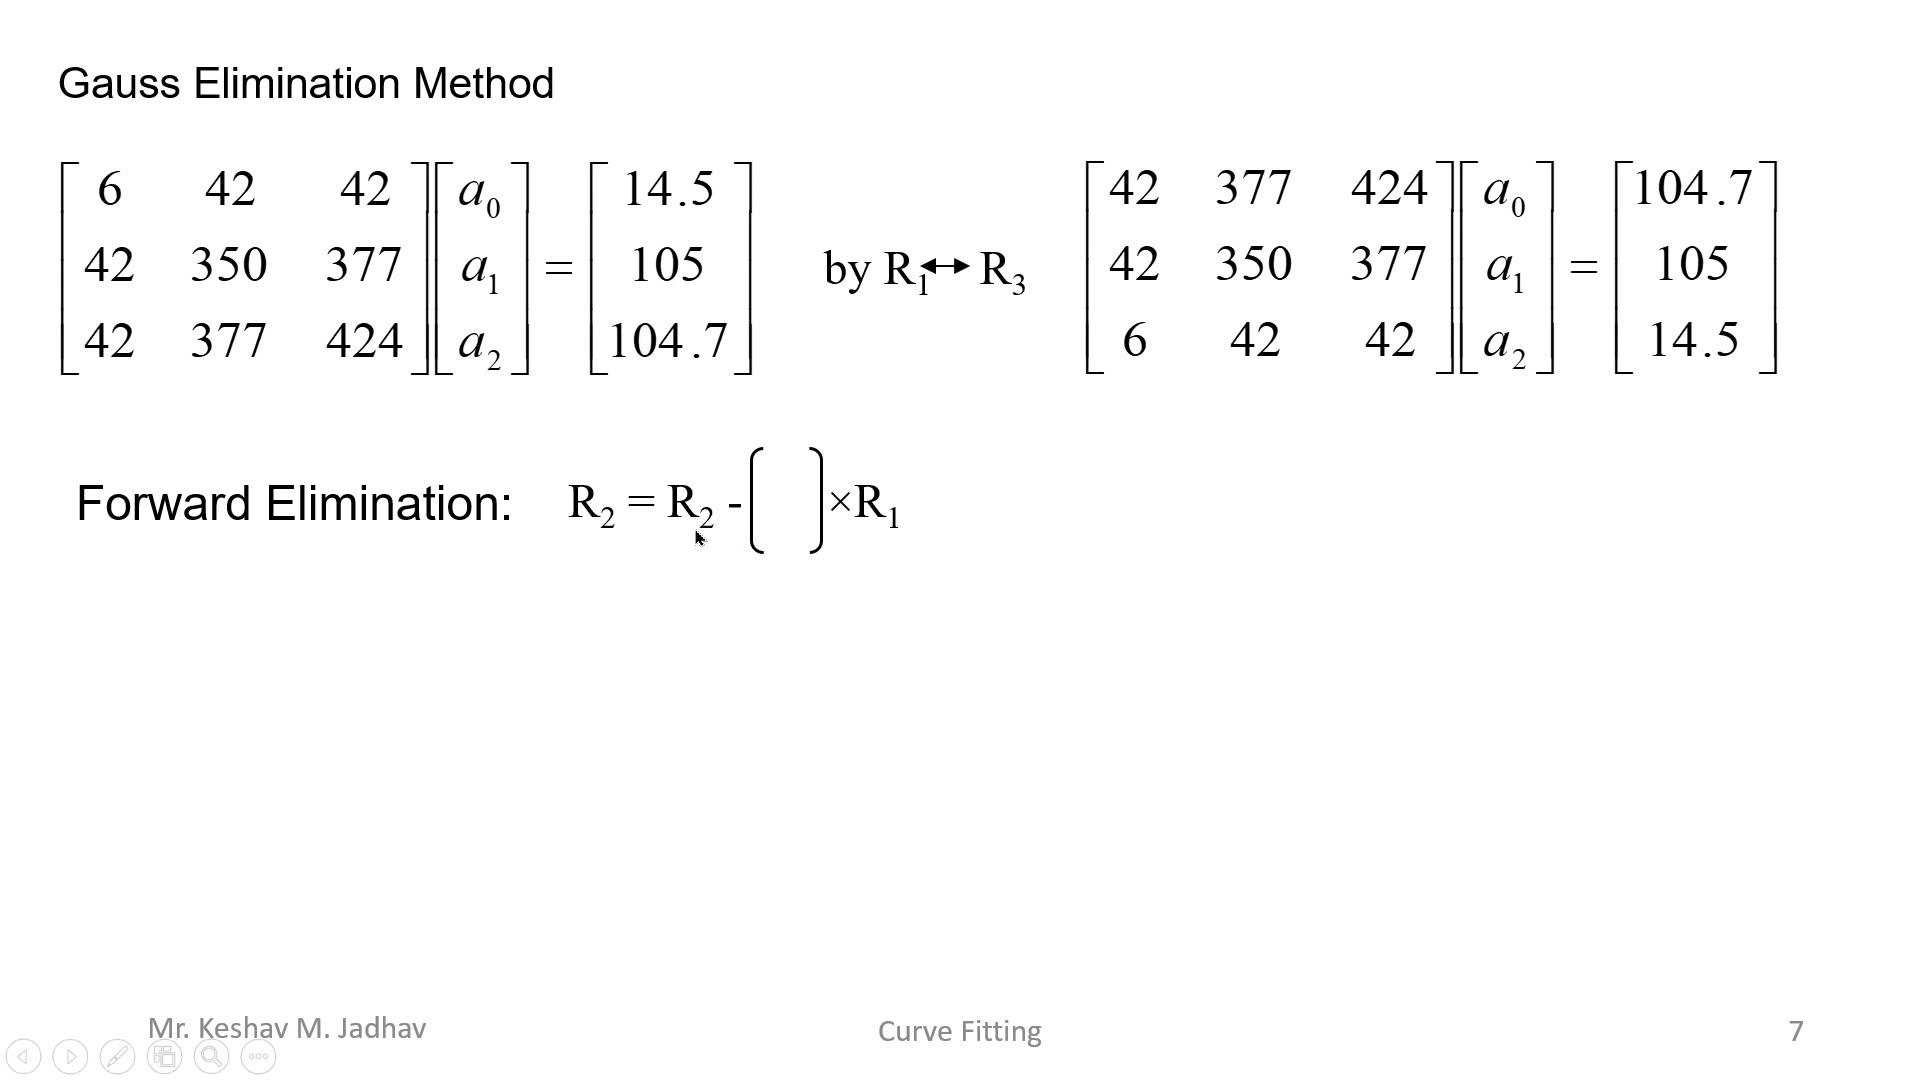 Gauss Elimination Method
6 42 42 a0 14.5 42 377 424 a0 104.7
42 350 377 a1 = 105 by R1↔R3 42 350 377 a1 = 105
42 377 424 a2 104.7 6 42 42 a2 14.5
Forward Elimination: R2 = R2 - [ ] ×R1
Mr. Keshav M. Jadhav Curve Fitting 7